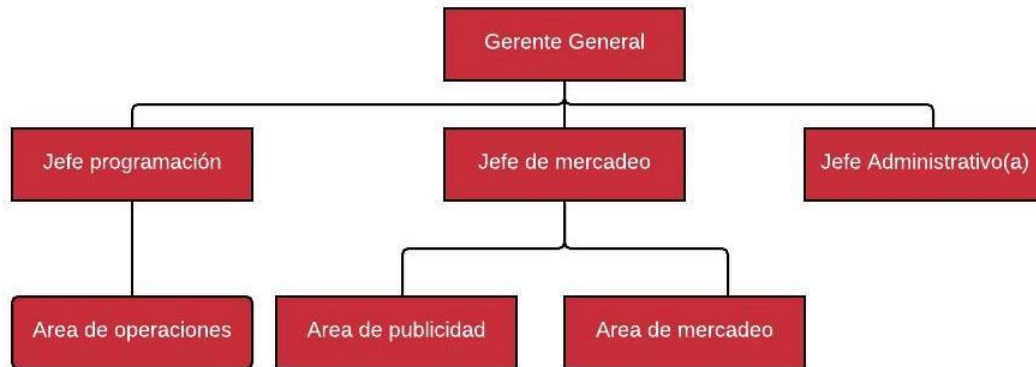 Gerente General
Jefe programación
Jefe de mercadeo
Jefe Administrativo(a)
Area de operaciones
Area de publicidad
Area de mercadeo